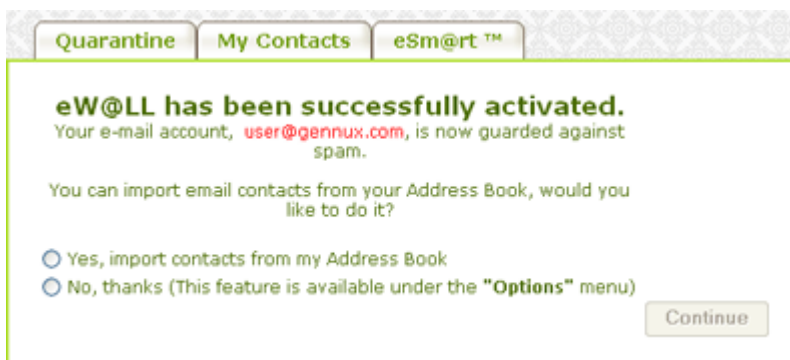 Quarantine My Contacts eSm@rt ™
eW@LL has been successfully activated.
Your e-mail account, user@gennux.com, is now guarded against
spam.
You can import email contacts from your Address Book, would you
like to do it?
Yes, import contacts from my Address Book
No, thanks (This feature is available under the "Options" menu)
Continue